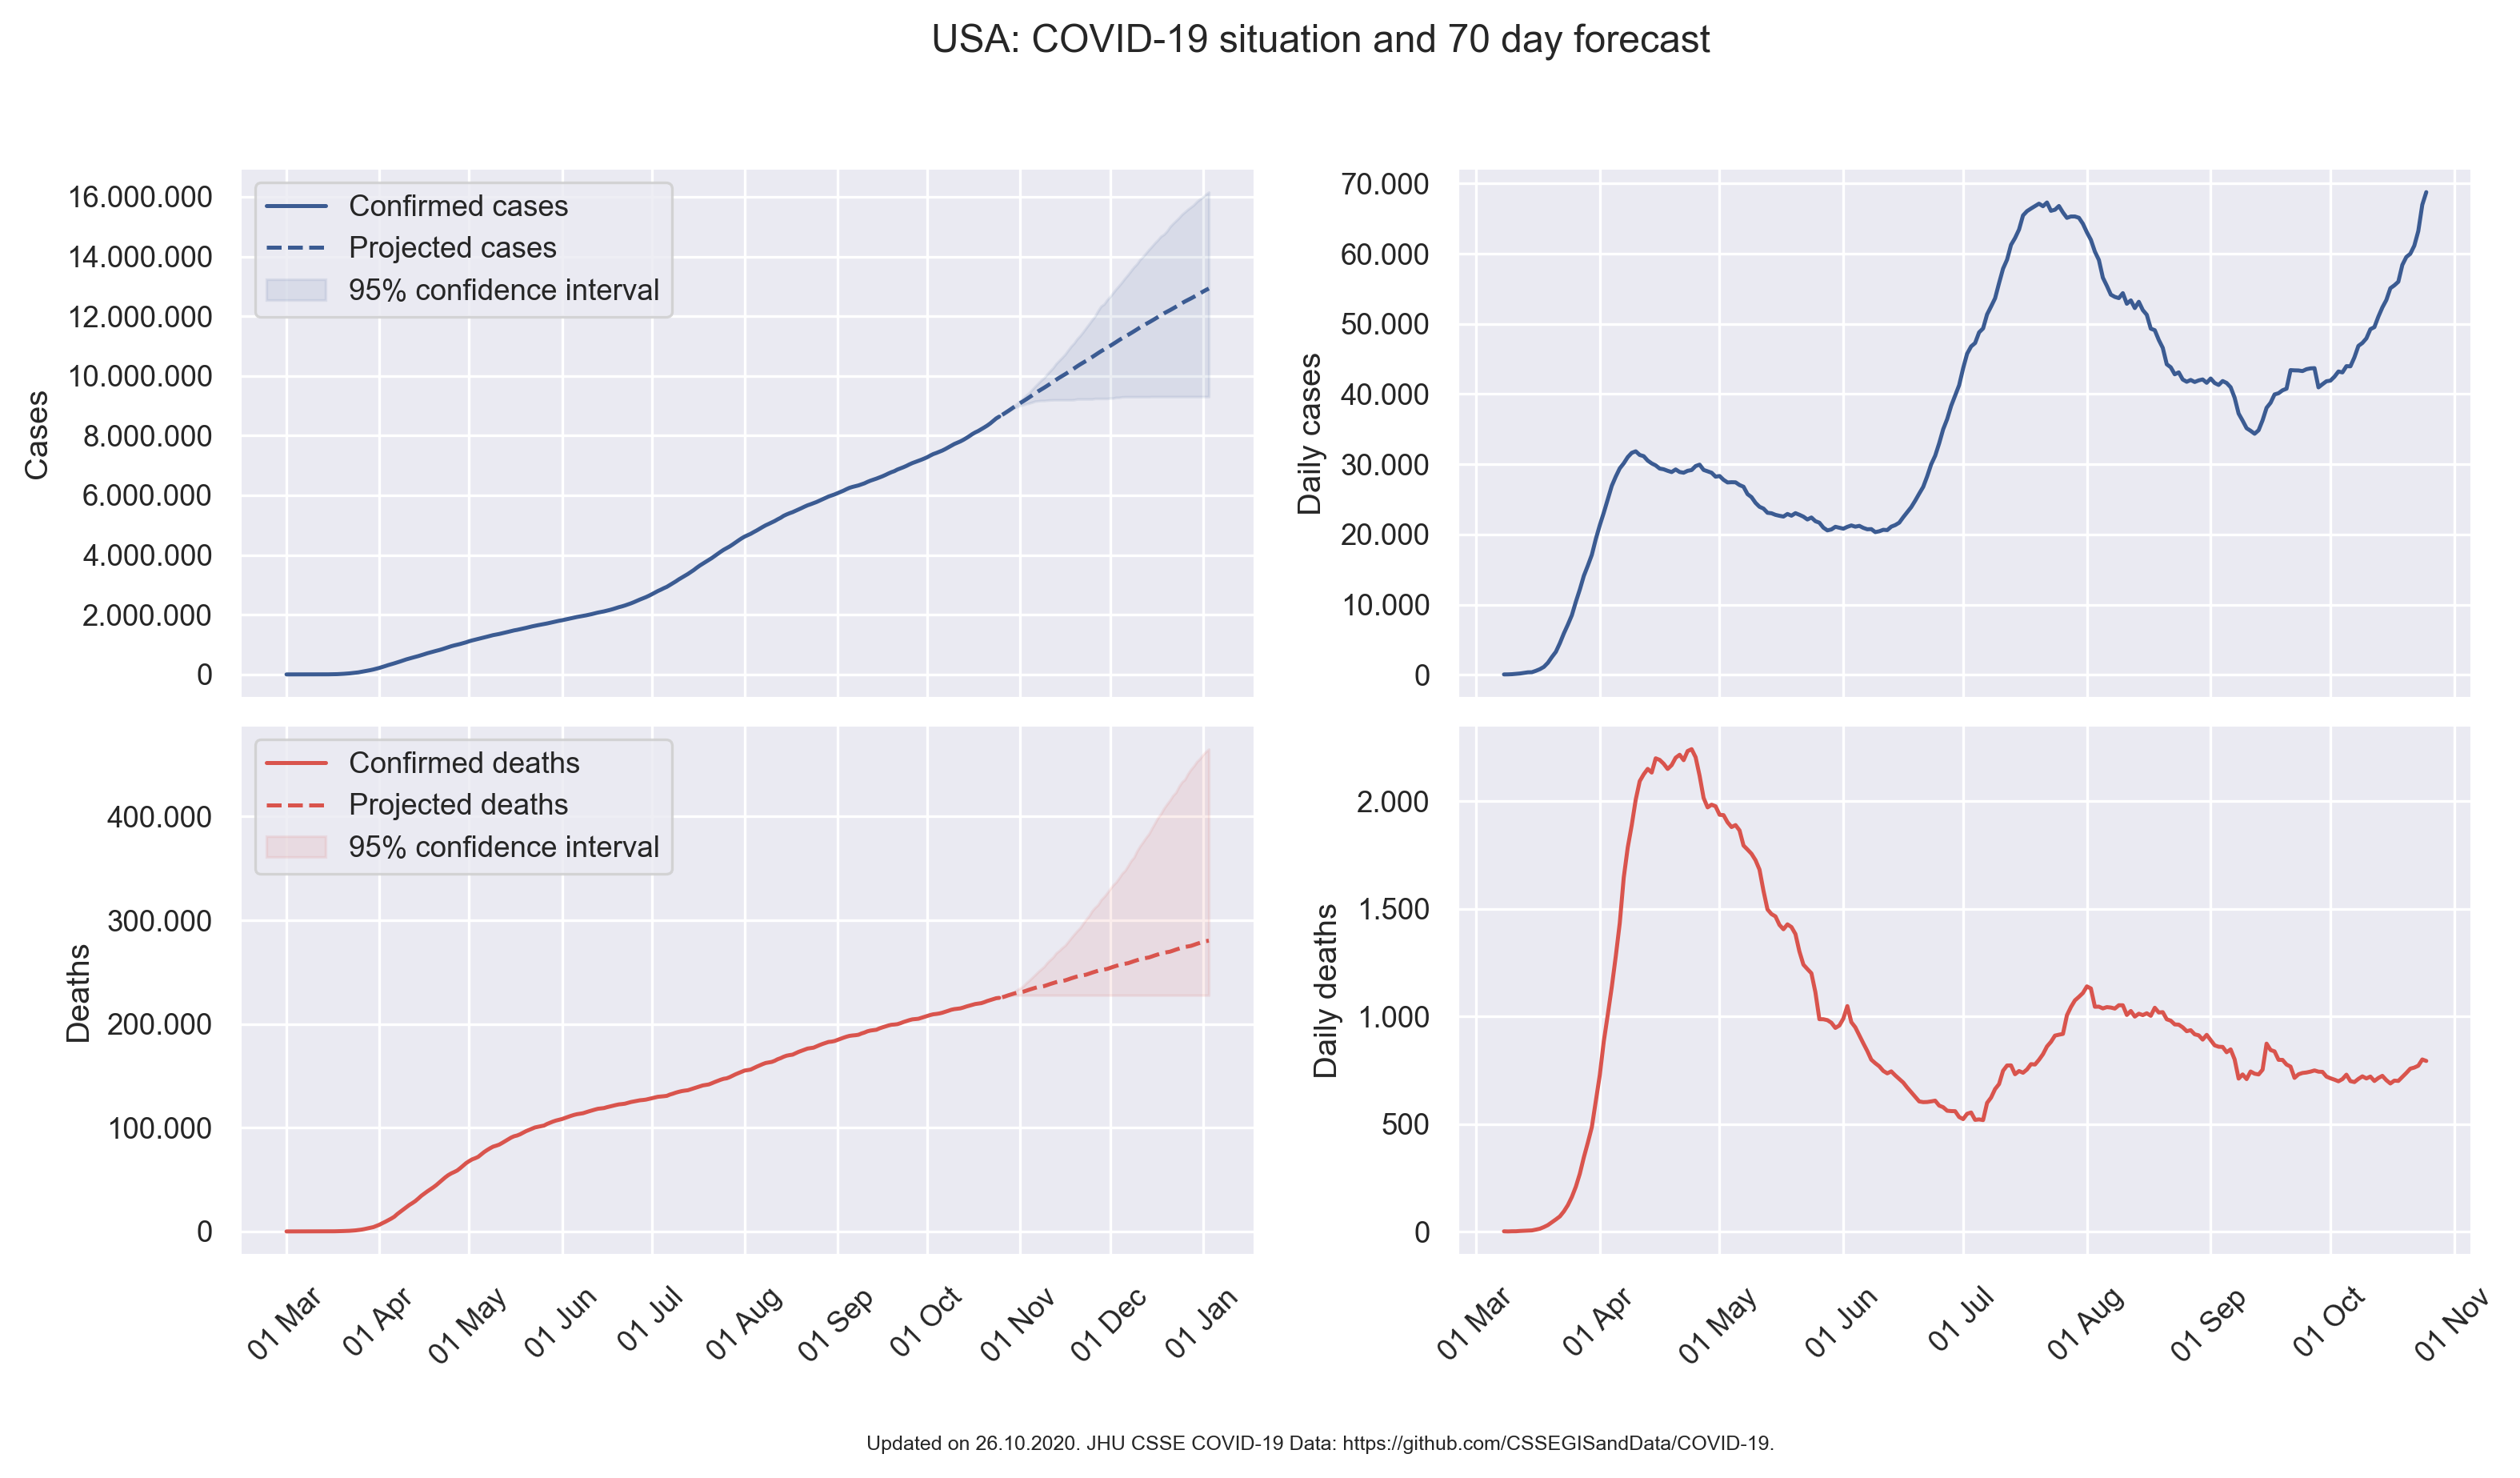 USA: COVID-19 situation and 70 day forecast
16.000.000
14.000.000
12.000.000
10.000.000
8.000.000
6.000.000
4.000.000
2.000.000
0
Cases
Confirmed cases
Projected cases
95% confidence interval
70.000
60.000
50.000
40.000
30.000
20.000
10.000
0
Daily cases
400.000
300.000
200.000
100.000
0
Deaths
Confirmed deaths
Projected deaths
95% confidence interval
01 Mar
01 Apr
01 May
01 Jun
01 Jul
01 Aug
01 Sep
01 Oct
01 Nov
01 Dec
01 Jan
2.000
1.500
1.000
500
0
Daily deaths
01 Mar
01 Apr
01 May
01 Jun
01 Jul
01 Aug
01 Sep
01 Oct
01 Nov
Updated on 26.10.2020. JHU CSSE COVID-19 Data: https://github.com/CSSEGISandData/COVID-19.